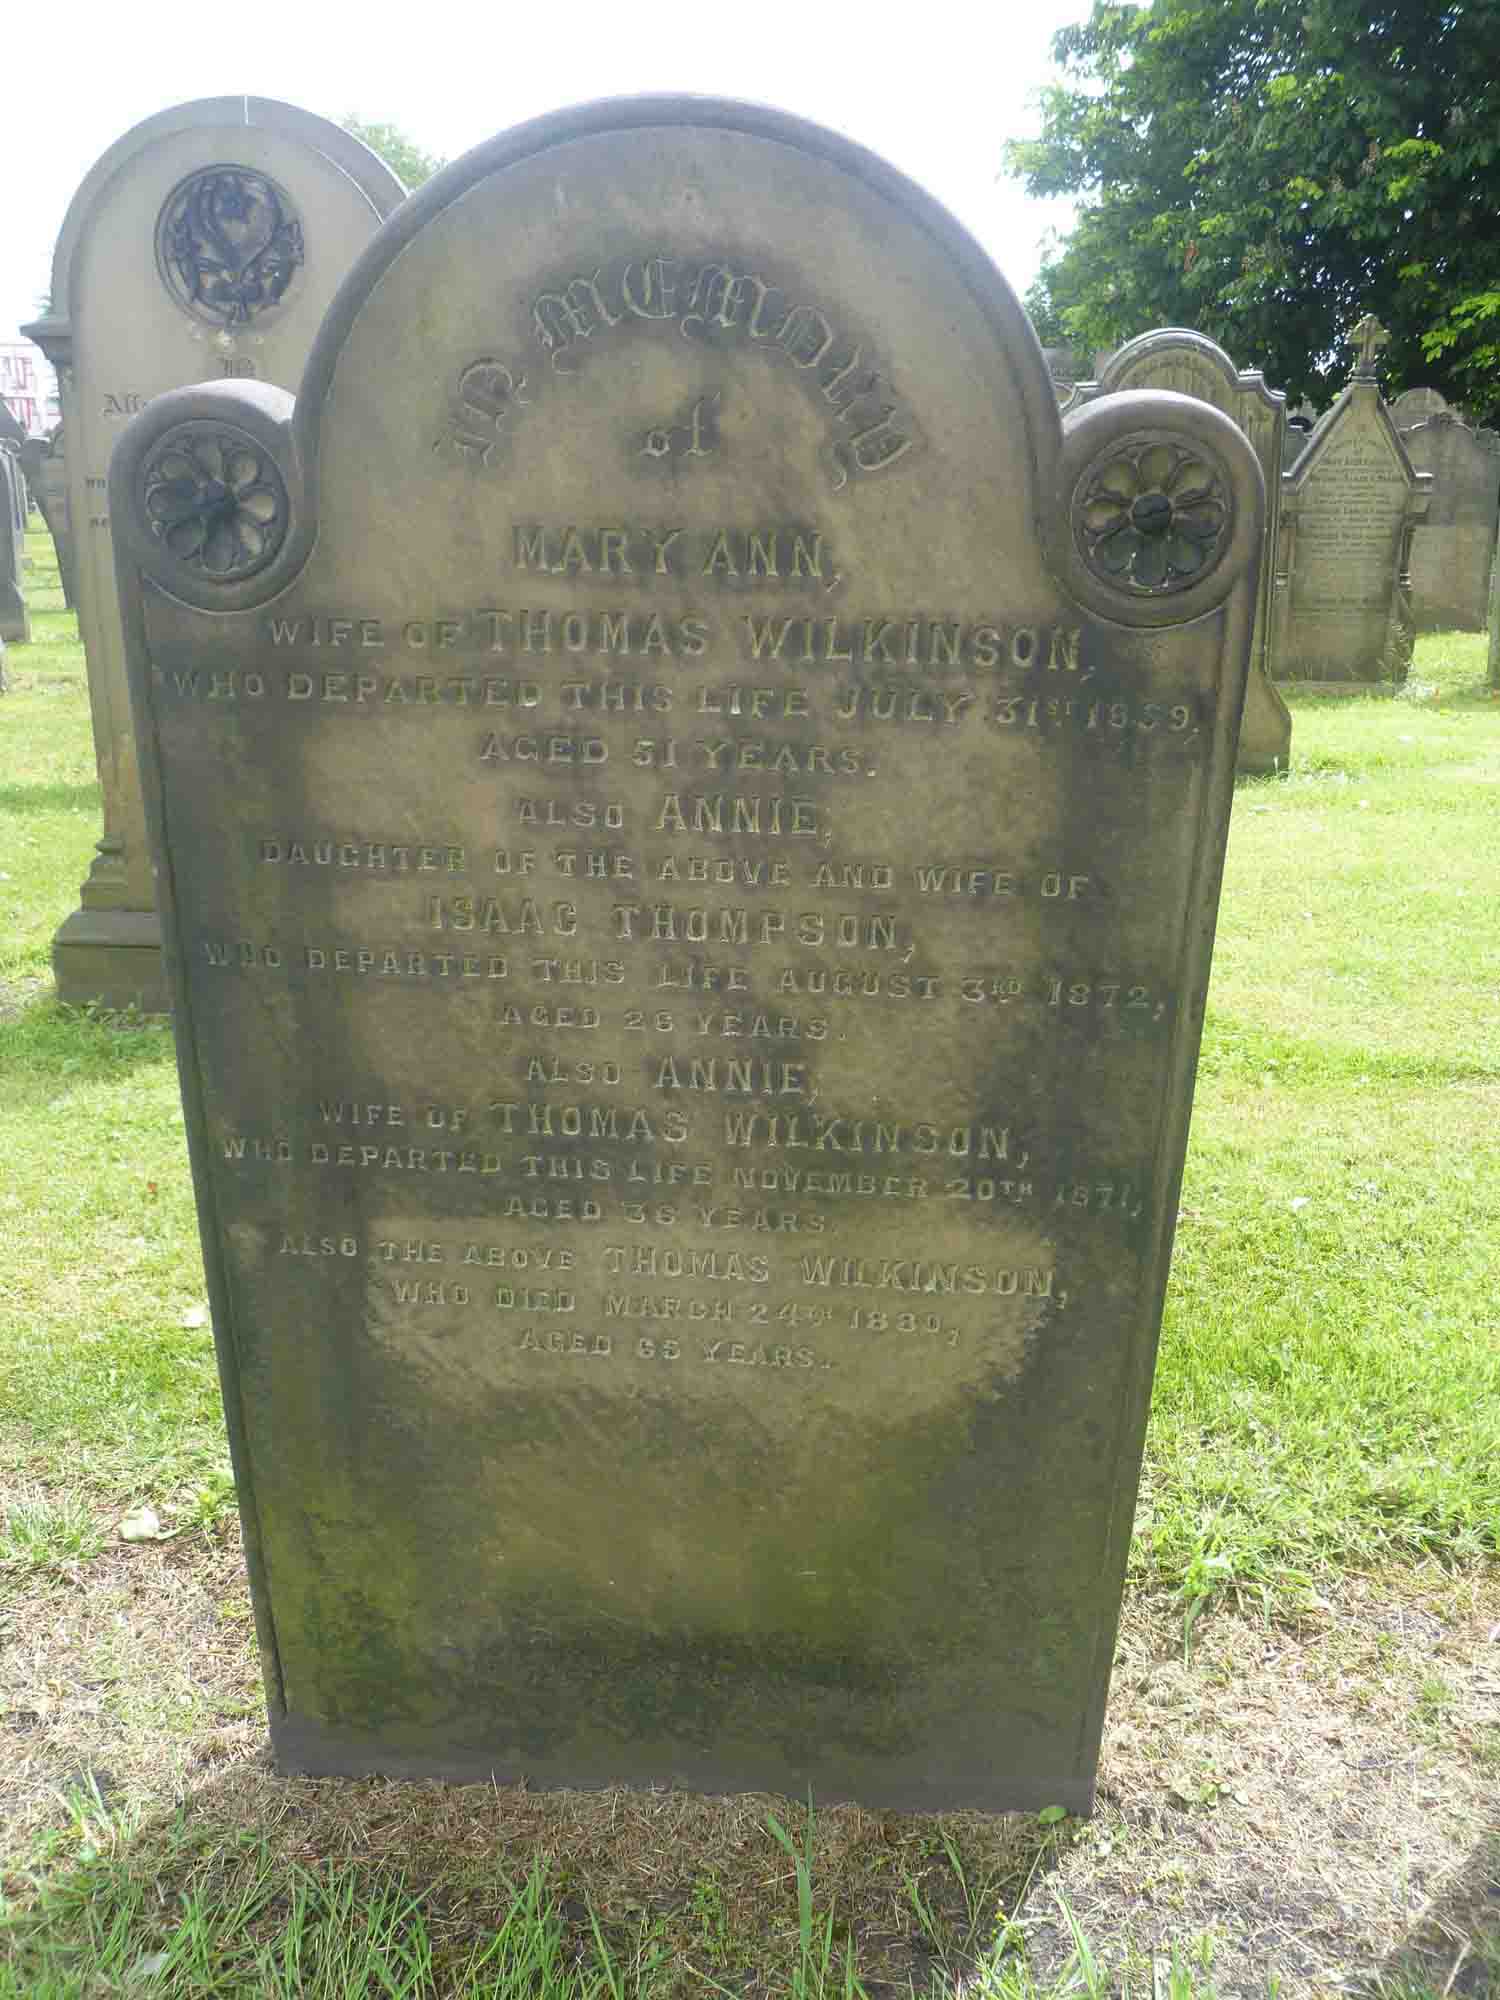 In Memory
of
MARY ANN,
WIFE OF THOMAS WILKINSON,
WHO DEPARTED THIS LIFE JULY 31ST 1859,
AGED 51 YEARS.
ALSO ANNIE,
DAUGHTER OF THE ABOVE AND WIFE OF
ISAAC THOMPSON,
WHO DEPARTED THIS LIFE AUGUST 3RD 1872,
AGED 26 YEARS.
ALSO ANNIE,
WIFE OF THOMAS WILKINSON,
WHO DEPARTED THIS LIFE NOVEMBER 20TH 1871,
AGED 36 YEARS.
ALSO THE ABOVE THOMAS WILKINSON,
WHO DIED MARCH 24TH 1880,
AGED 65 YEARS.